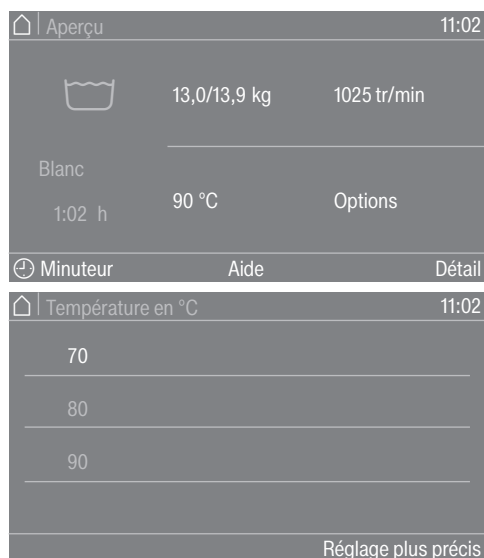 Aperçu 11:02
13,0/13,9 kg 1025 tr/min
Blanc
1:02 h
90 °C Options
Minuteur Aide Détail
Température en °C 11:02
70
80
90
Réglage plus précis